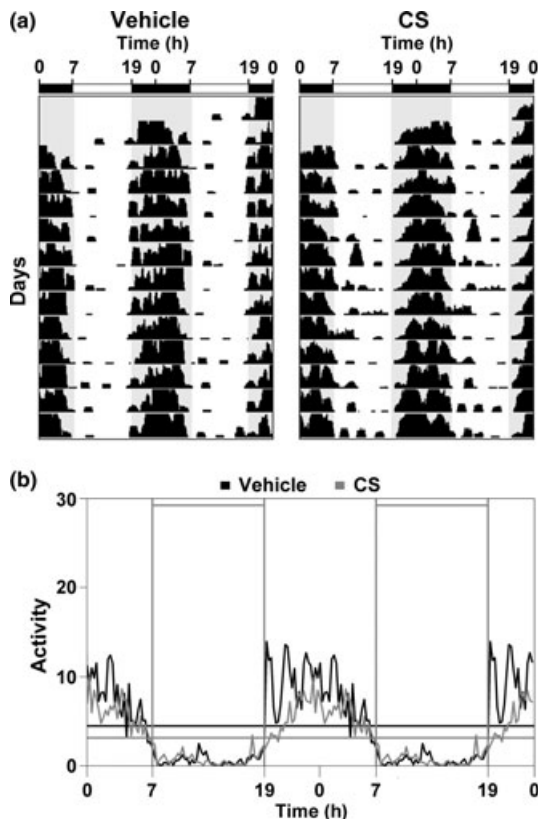 (a) Vehicle CS
Time (h) Time (h)
0 7 19 0 7 19 0 0 7 19 0 7 19 0
Days
(b) Vehicle CS
30
20
10
0
Activity
0 7 19 0 7 19 0
Time (h)